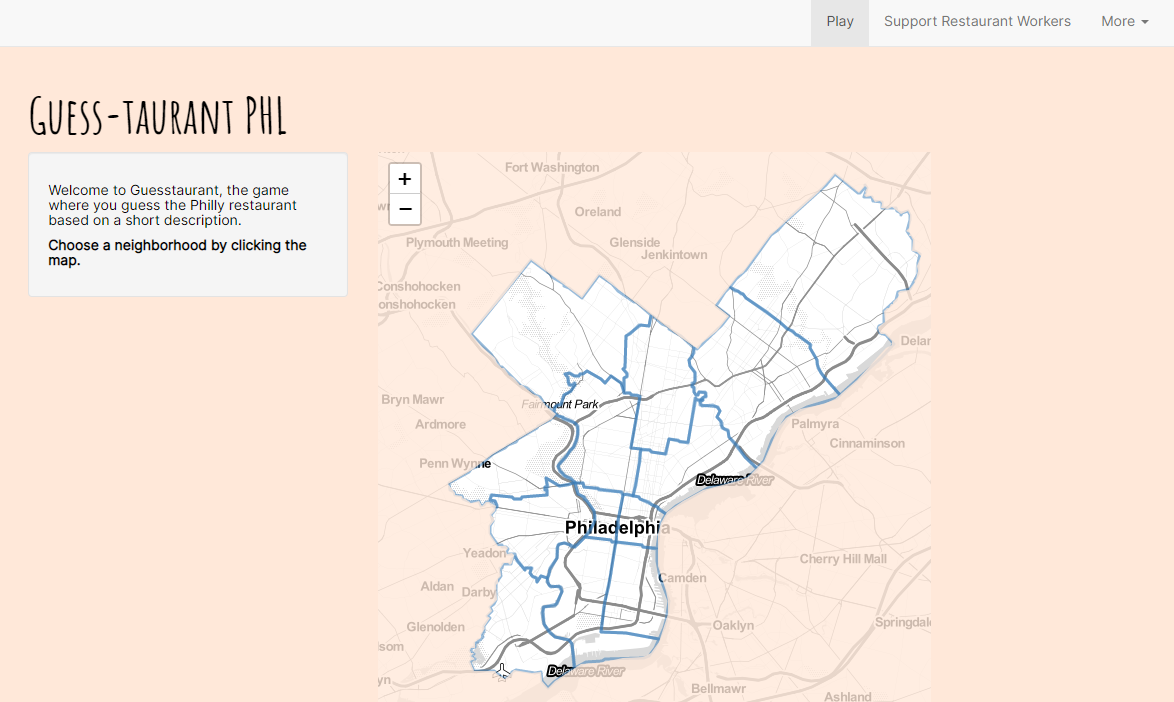 Play
Support Restaurant Workers
More
Guess-taurant PHL
Welcome to Guesstaurant, the game
where you guess the Philly restaurant
based on a short description.
Choose a neighborhood by clicking the
map.
+
−
Fort Washington
Oreland
Plymouth Meeting
Glenside
Jenkintown
Conshohocken
onshohocken
Delar
Bryn Mawr
Fairmount Park
Ardmore
Palmyra
Cinnaminson
Penn Wynne
Delaware River
Philadelphia
Yeadon
Cherry Hill Mall
Camden
Aldan
Darby
Glenolden
Oaklyn
Springdale
Delaware River
Bellmawr
Ashland